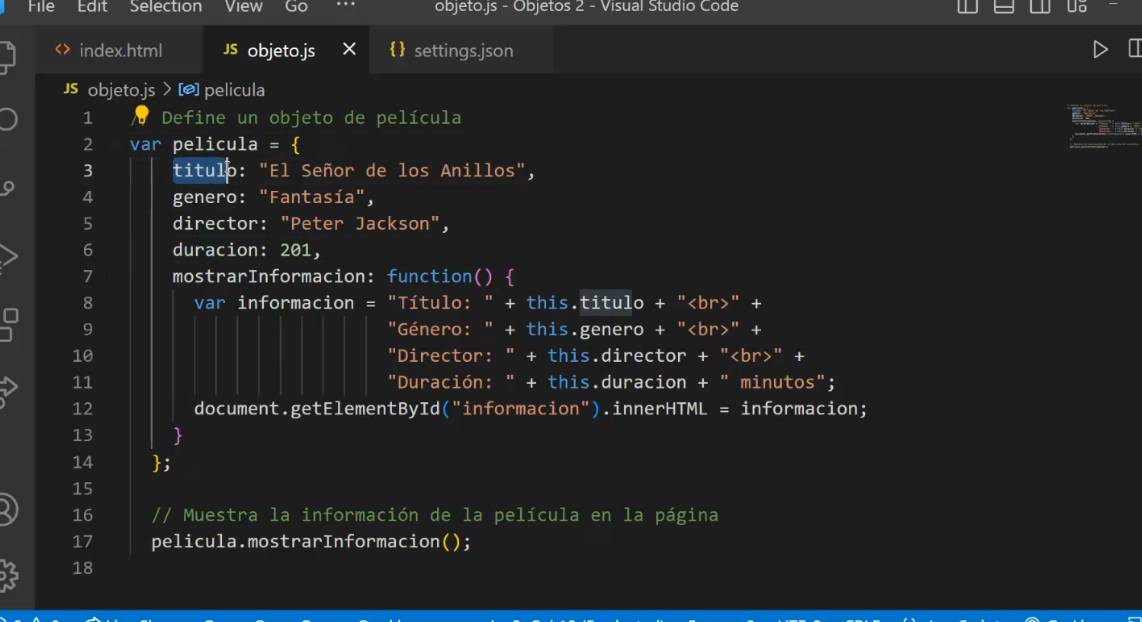 File Edit Selection View Go ··· objeto.js - Objetos 2 - Visual Studio Code
index.html JS objeto.js {} settings.json
JS objeto.js > pelicula
1 Define un objeto de película
2 var pelicula = {
3 titulo: "El Señor de los Anillos",
4 genero: "Fantasía",
5 director: "Peter Jackson",
6 duracion: 201,
7 mostrarInformacion: function() {
8 var informacion = "Título: " + this.titulo + "<br>" +
9 "Género: " + this.genero + "<br>" +
10 "Director: " + this.director + "<br>" +
11 "Duración: " + this.duracion + " minutos";
12 document.getElementById("informacion").innerHTML = informacion;
13 }
14 };
15
16 // Muestra la información de la película en la página
17 pelicula.mostrarInformacion();
18